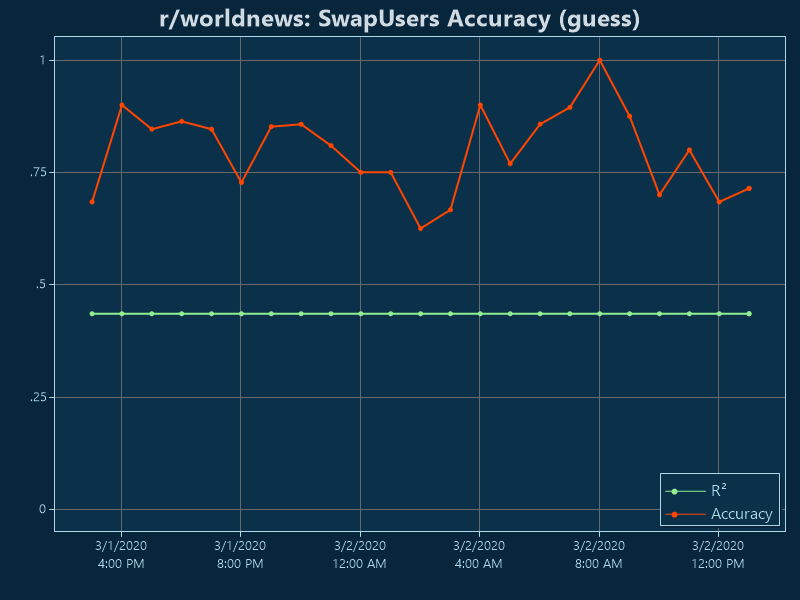 r/worldnews: SwapUsers Accuracy (guess)
1
.75
.5
.25
0
3/1/2020 3/1/2020 3/2/2020 3/2/2020 3/2/2020 3/2/2020
4:00 PM 8:00 PM 12:00 AM 4:00 AM 8:00 AM 12:00 PM
R²
Accuracy